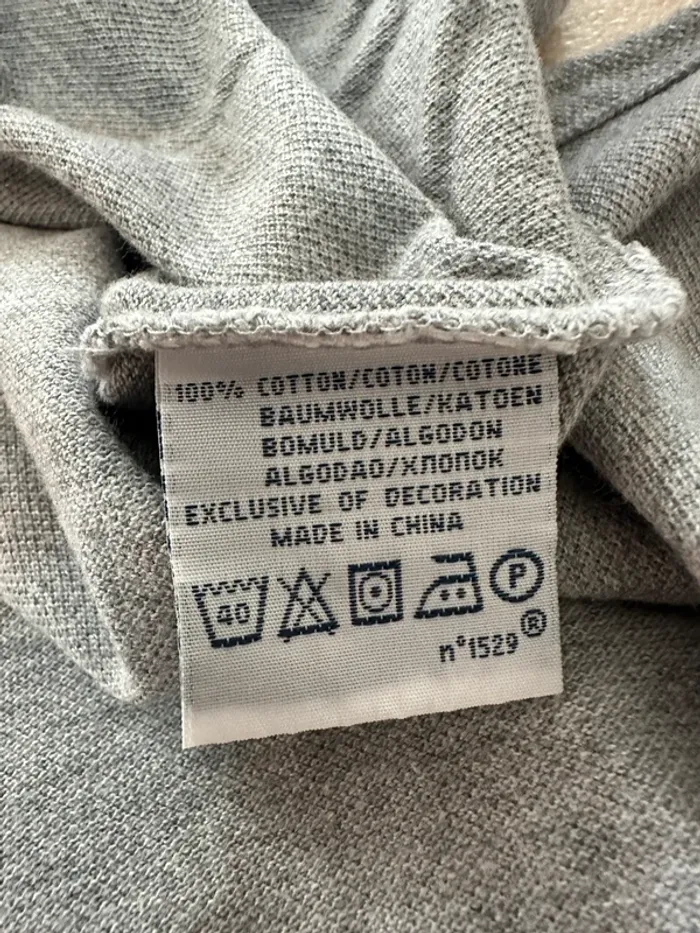 100% COTTON/COTON/COTONE
BAUMWOLLE/KATOEN
BOMULD/ALGODON
ALGODAO/ХЛОПОК
EXCLUSIVE OF DECORATION
MADE IN CHINA
40 P
n°1529®